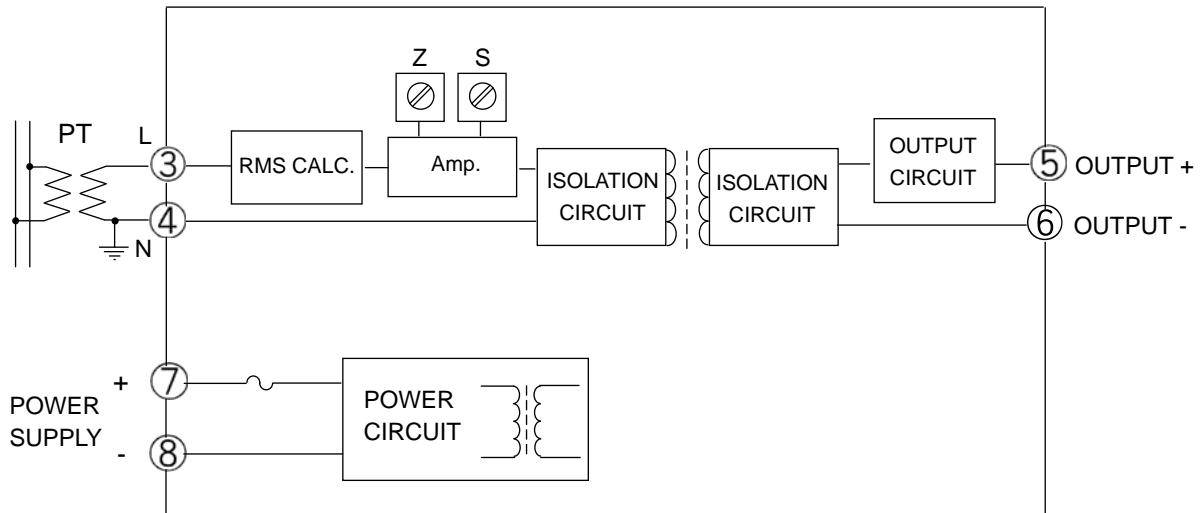 Z
S
PT
L
3
RMS CALC.
Amp.
ISOLATION
CIRCUIT
ISOLATION
CIRCUIT
OUTPUT
CIRCUIT
5
OUTPUT +
4
N
6
OUTPUT -
+
7
POWER
SUPPLY
-
8
POWER
CIRCUIT